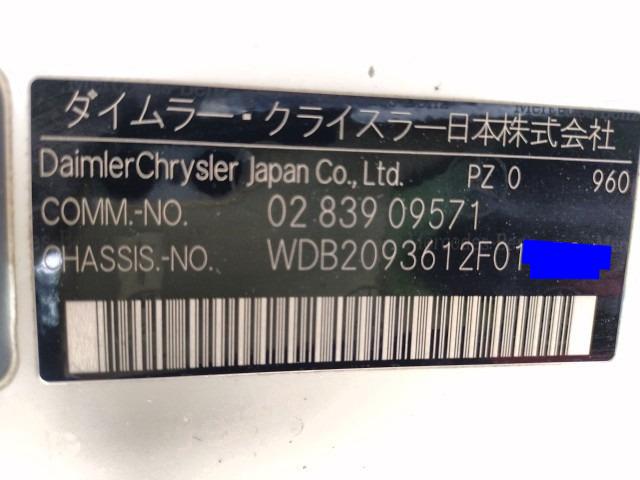 ダイムラー・クライスラー日本株式会社
DaimlerChrysler Japan Co., Ltd. PZ 0 960
COMM.-NO. 02 839 09571
CHASSIS.-NO. WDB2093612F01